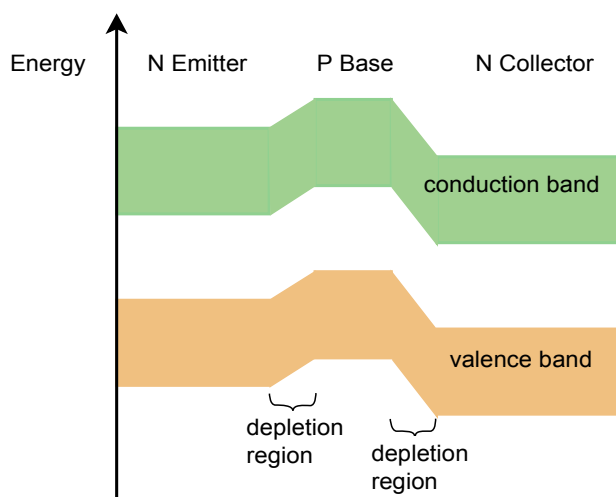 Energy
N Emitter
P Base
N Collector
conduction band
valence band
depletion
region
depletion
region